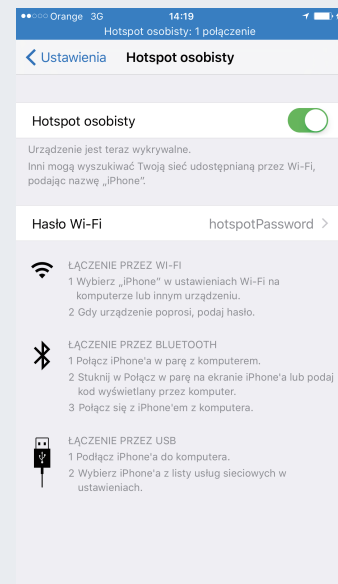 Orange 3G 14:19
Hotspot osobisty: 1 połączenie
Ustawienia Hotspot osobisty
Hotspot osobisty
Urządzenie jest teraz wykrywalne.
Inni mogą wyszukiwać Twoją sieć udostępnianą przez Wi-Fi,
podając nazwę „iPhone”.
Hasło Wi-Fi hotspotPassword
ŁĄCZENIE PRZEZ WI-FI
1 Wybierz „iPhone” w ustawieniach Wi-Fi na
komputerze lub innym urządzeniu.
2 Gdy urządzenie poprosi, podaj hasło.
ŁĄCZENIE PRZEZ BLUETOOTH
1 Połącz iPhone'a w parę z komputerem.
2 Stuknij w Połącz w parę na ekranie iPhone'a lub podaj
kod wyświetlany przez komputer.
3 Połącz się z iPhone'em z komputera.
ŁĄCZENIE PRZEZ USB
1 Podłącz iPhone'a do komputera.
2 Wybierz iPhone'a z listy usług sieciowych w
ustawieniach.